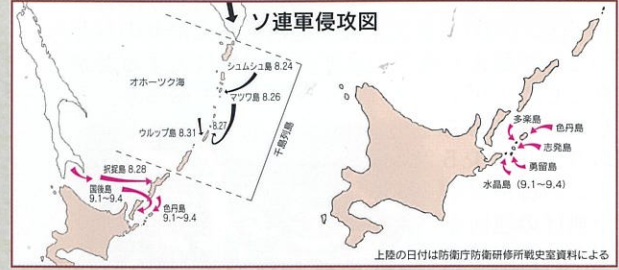 ソ連軍侵攻図
シュムシュ島 8.24
オホーツク海
マツワ島 8.26
8.27
ウルップ島 8.31
千島列島
択捉島 8.28
国後島
9.1~9.4
色丹島
9.1~9.4
多楽島
色丹島
志発島
勇留島
水晶島(9.1~9.4)
上陸の日付は防衛庁防衛研修所戦史室資料による